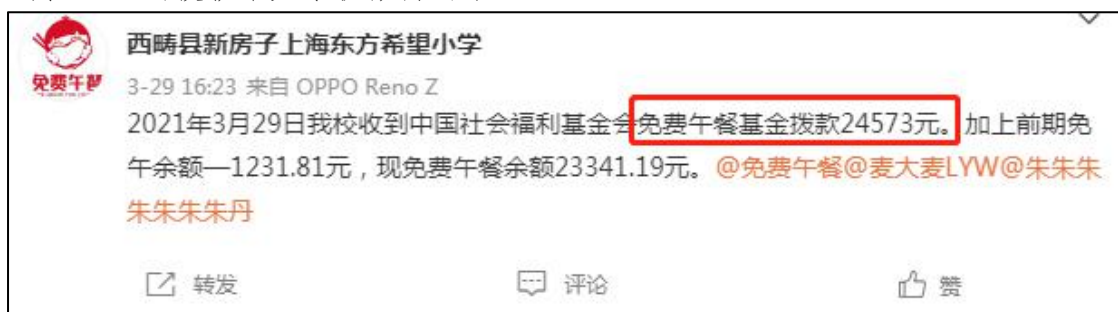 西畴县新房子上海东方希望小学
免费午餐
3-29 16:23 来自 OPPO Reno Z
2021年3月29日我校收到中国社会福利基金会免费午餐基金拨款24573元。加上前期免
午余额—1231.81元，现免费午餐余额23341.19元。@免费午餐@麦大麦LYW@朱朱朱
朱朱朱朱丹
转发
评论
赞